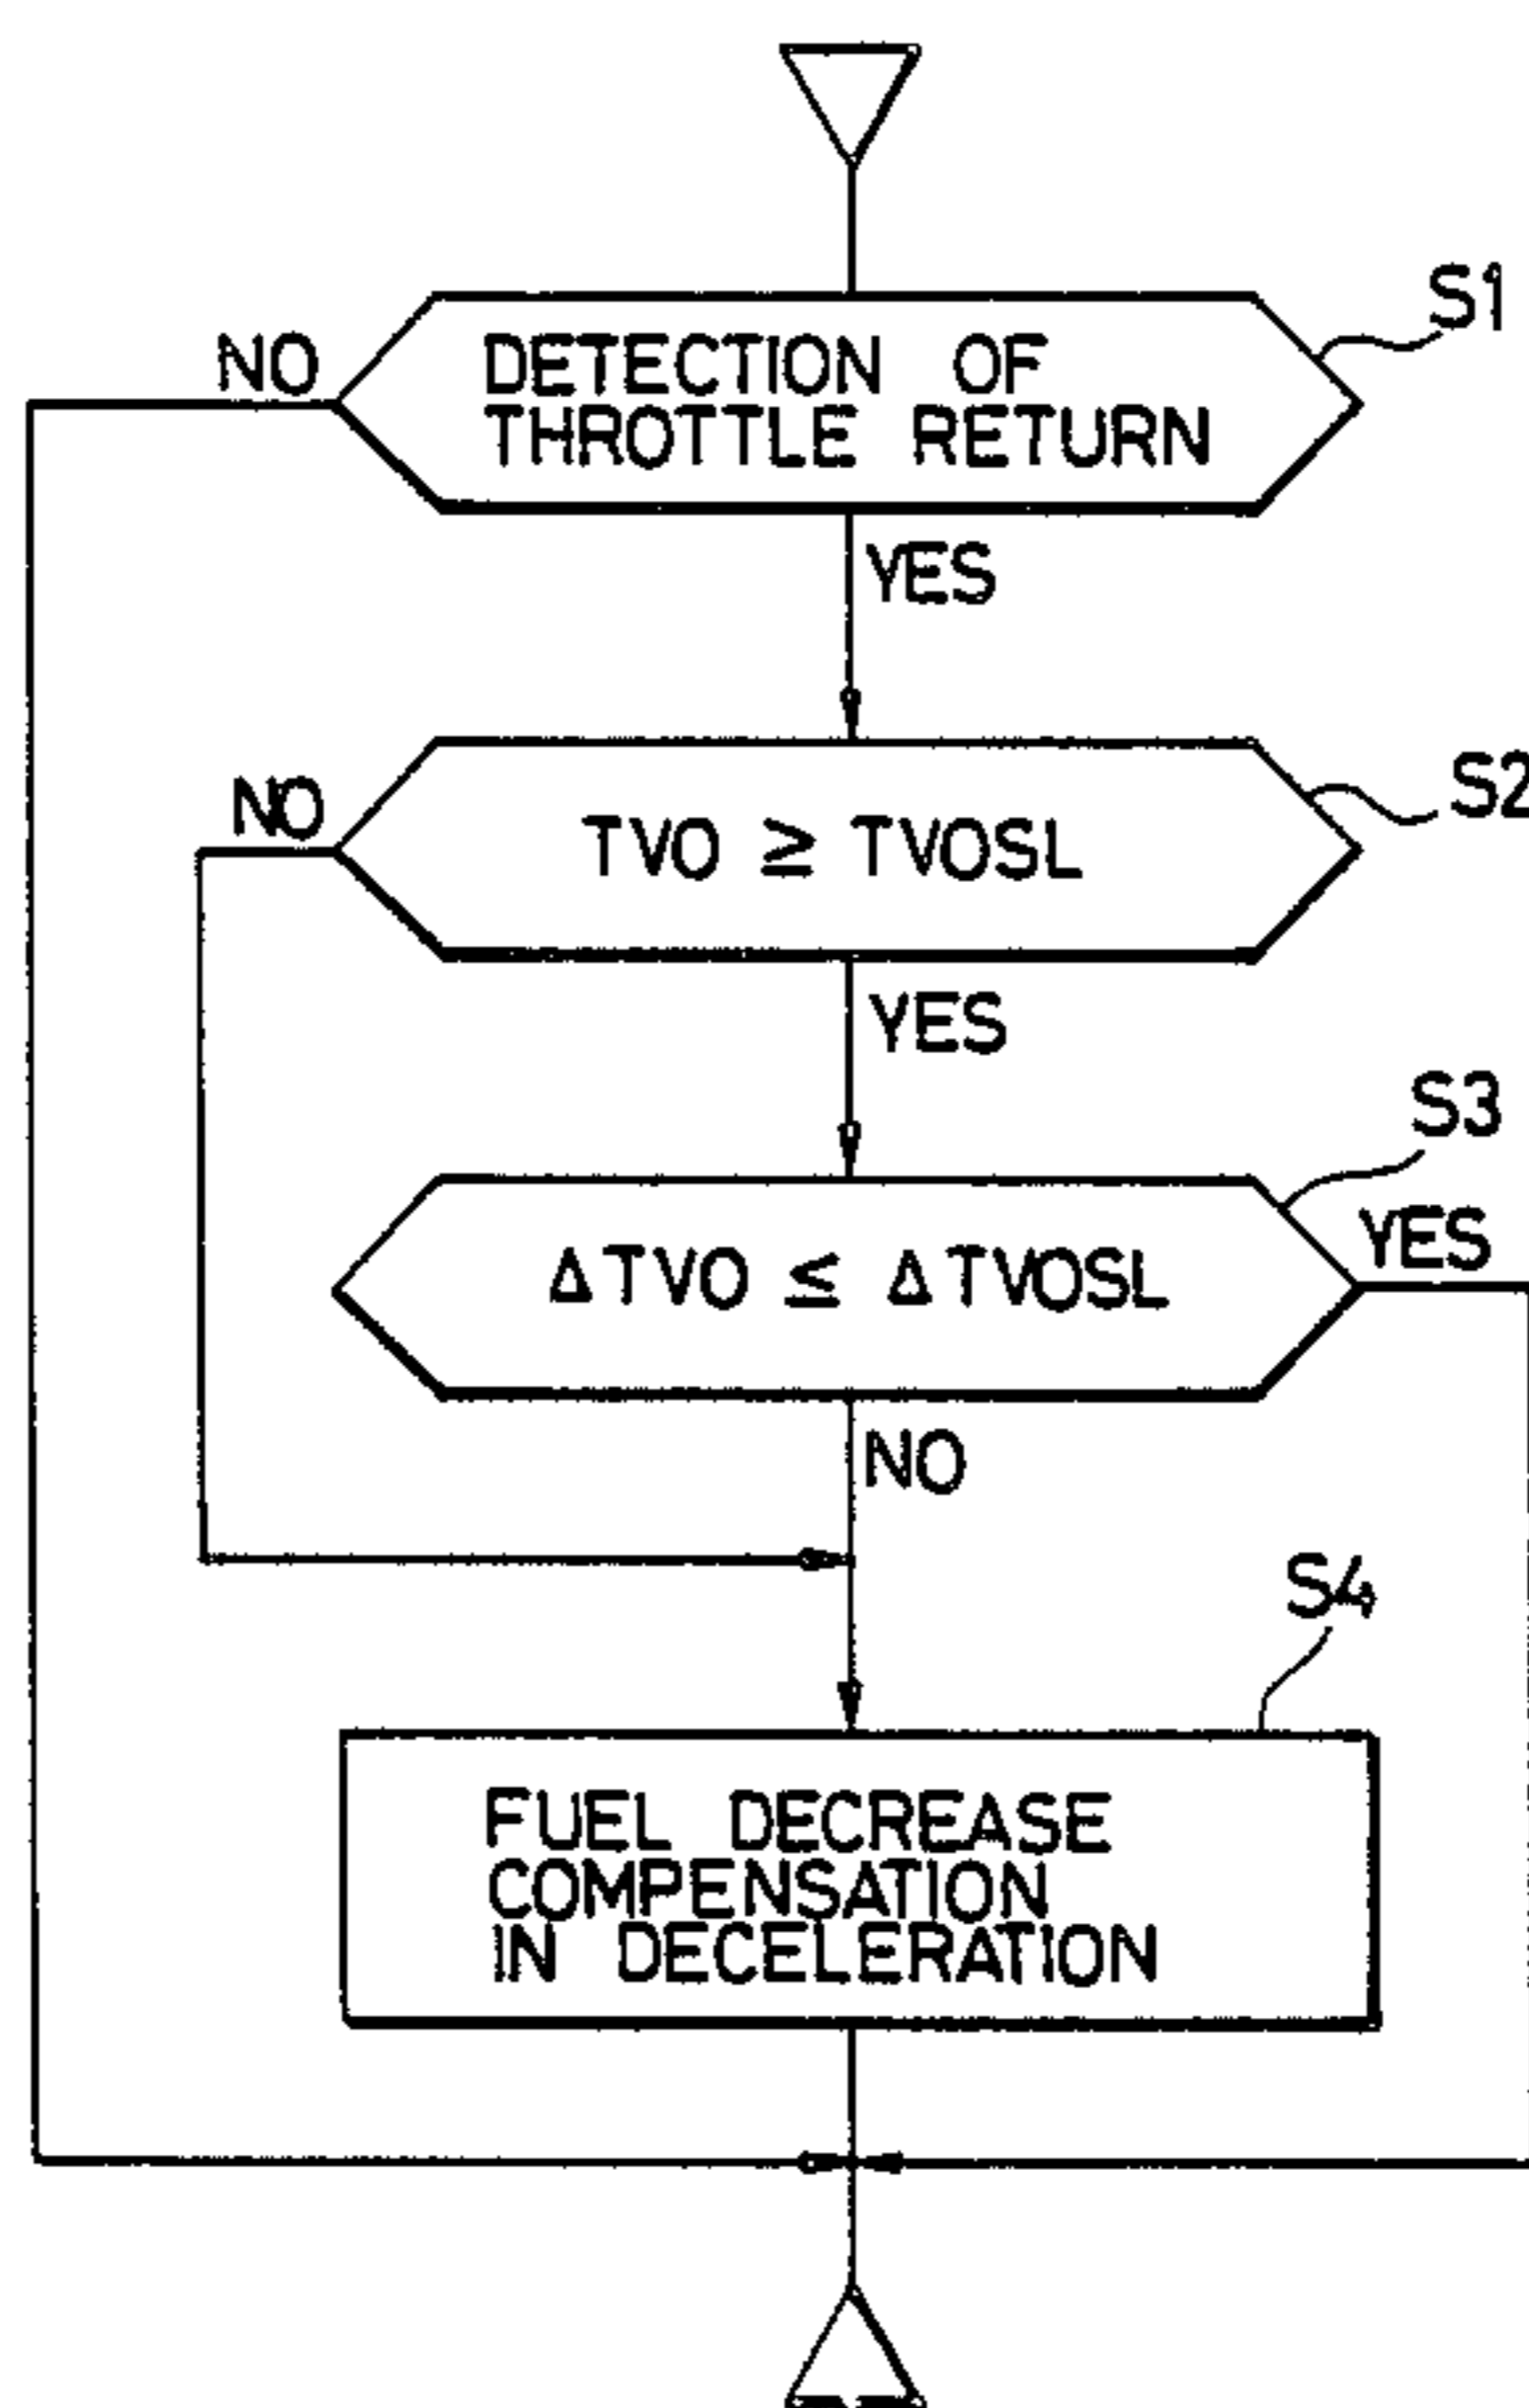 S1
NO
DETECTION OF
THROTTLE RETURN
YES
S2
NO
TVO ≥ TVOSL
YES
S3
YES
ΔTVO ≤ ΔTVOSL
NO
S4
FUEL DECREASE
COMPENSATION
IN DECELERATION